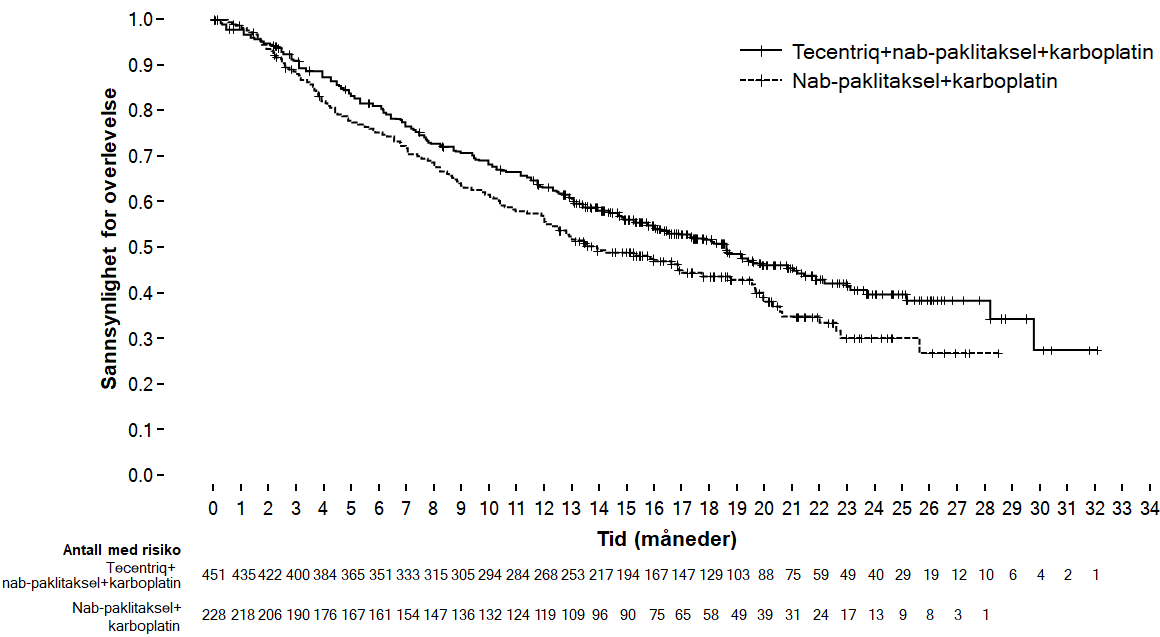 1.0
0.9
0.8
0.7
0.6
0.5
0.4
0.3
0.2
0.1
0.0
Sannsynlighet for overlevelse
Tecentriq+nab-paklitaksel+karboplatin
Nab-paklitaksel+karboplatin
0 1 2 3 4 5 6 7 8 9 10 11 12 13 14 15 16 17 18 19 20 21 22 23 24 25 26 27 28 29 30 31 32 33 34
Tid (måneder)
Antall med risiko
Tecentriq+
nab-paklitaksel+karboplatin 451 435 422 400 384 365 351 333 315 305 294 284 268 253 217 194 167 147 129 103 88 75 59 49 40 29 19 12 10 6 4 2 1
Nab-paklitaksel+
karboplatin 228 218 206 190 176 167 161 154 147 136 132 124 119 109 96 90 75 65 58 49 39 31 24 17 13 9 8 3 1